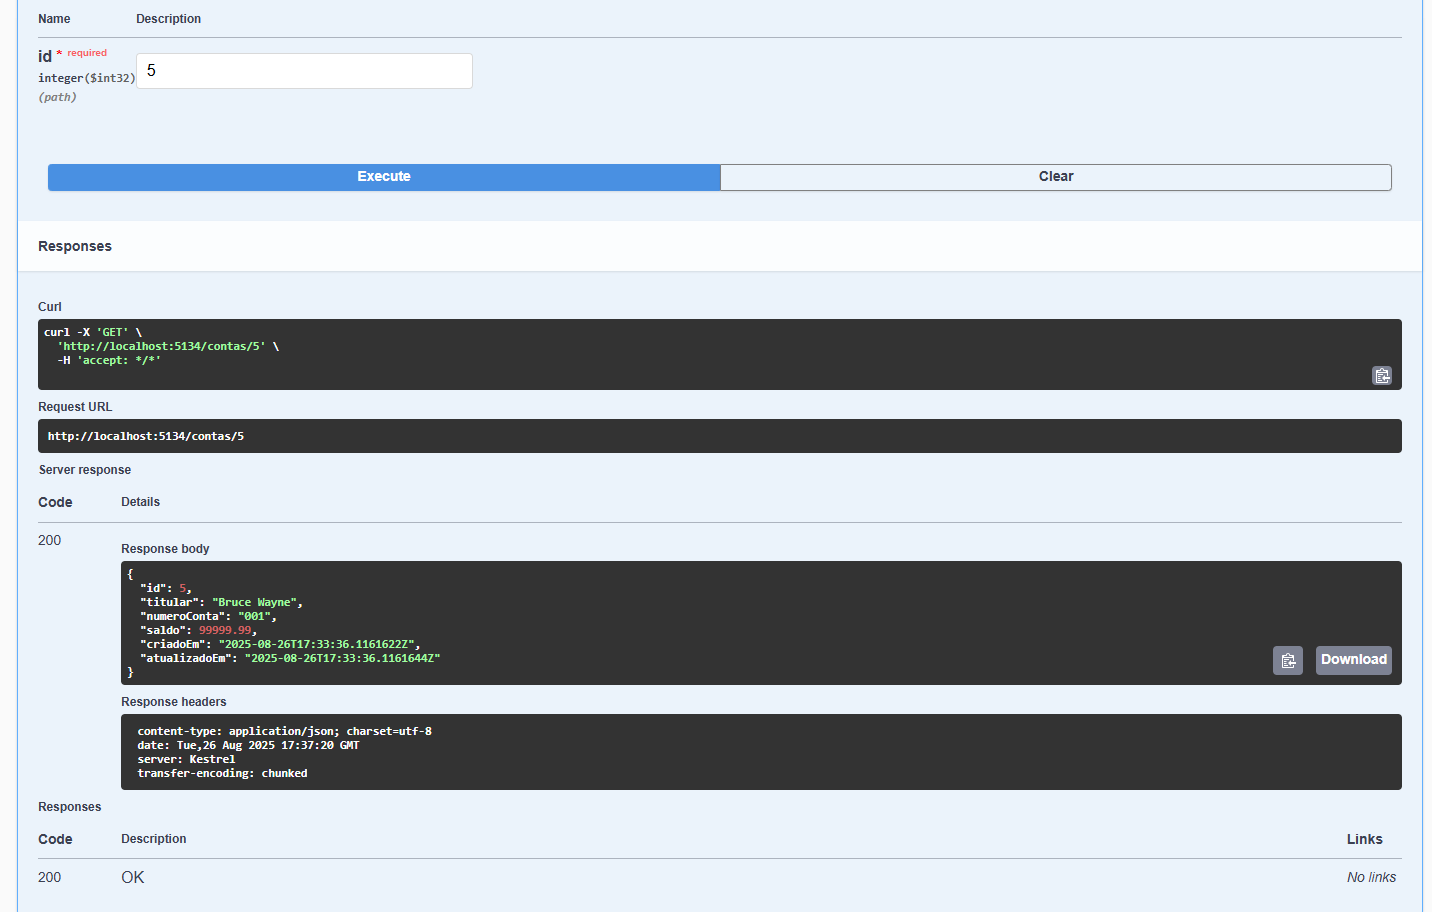 Name Description
id * required
integer($int32)
(path)
5
Execute Clear
Responses
Curl
curl -X 'GET' \
'http://localhost:5134/contas/5' \
-H 'accept: */*'
Request URL
http://localhost:5134/contas/5
Server response
Code Details
200
Response body
{
"id": 5,
"titular": "Bruce Wayne",
"numeroConta": "001",
"saldo": 99999.99,
"criadoEm": "2025-08-26T17:33:36.1161622Z",
"atualizadoEm": "2025-08-26T17:33:36.1161644Z"
}
Download
Response headers
content-type: application/json; charset=utf-8
date: Tue,26 Aug 2025 17:37:20 GMT
server: Kestrel
transfer-encoding: chunked
Responses
Code Description Links
200 OK No links